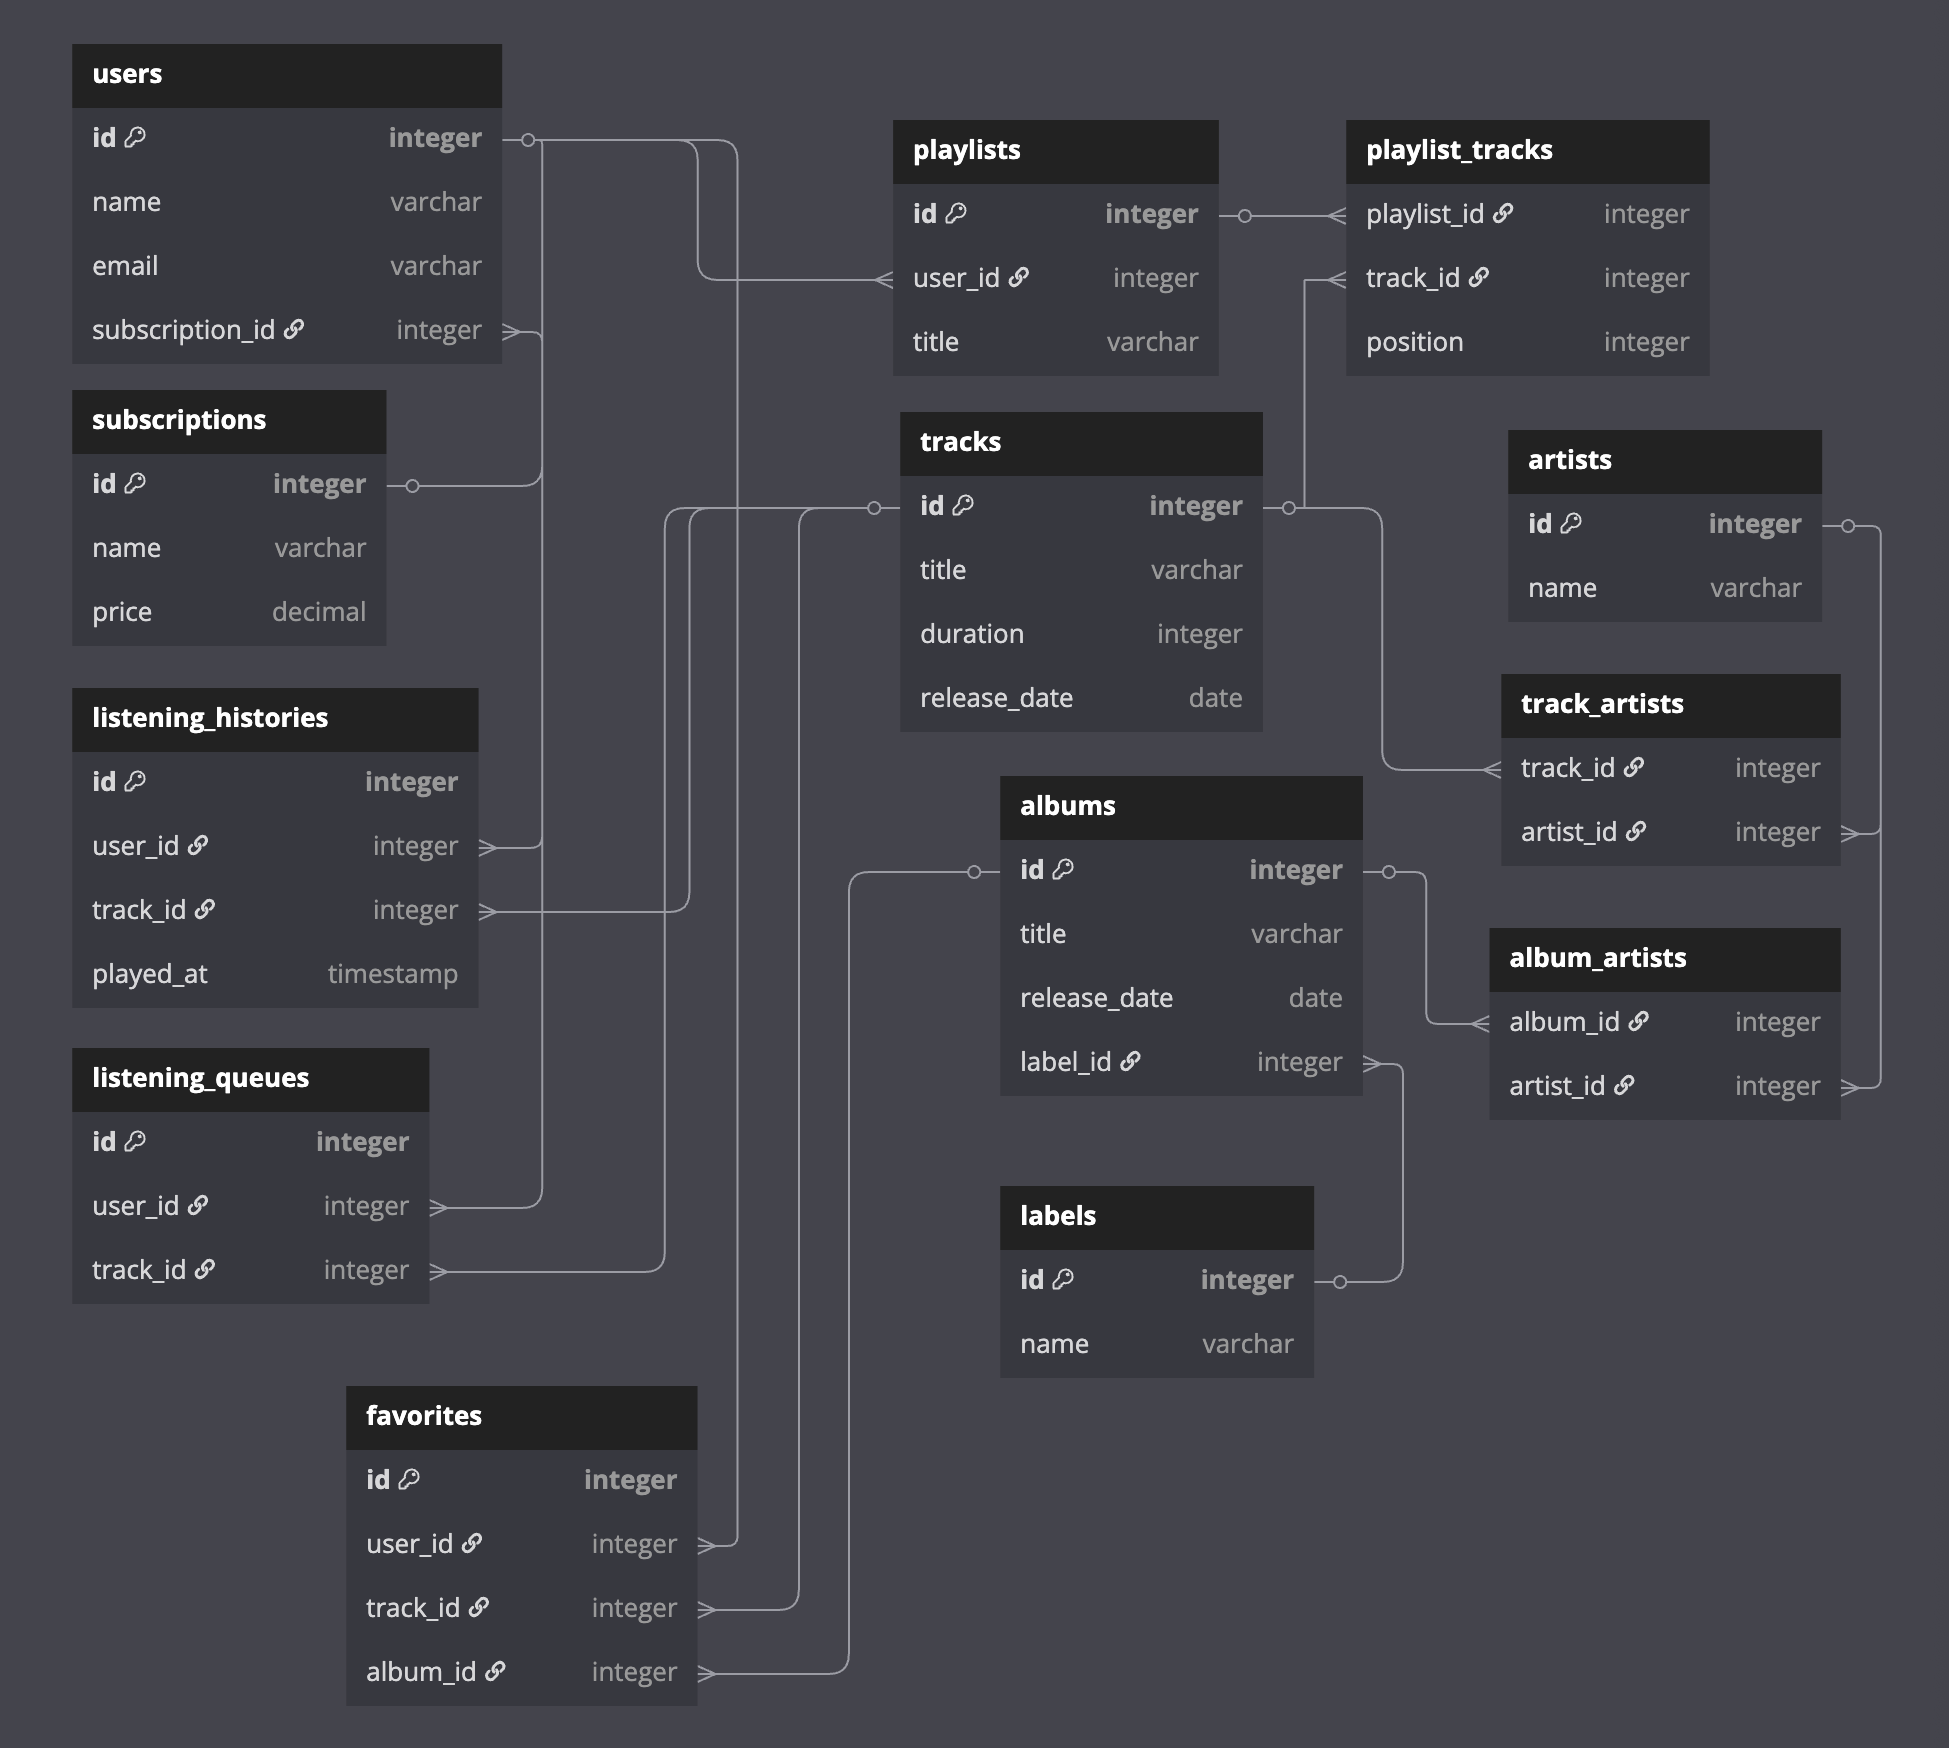 users
id integer
name varchar
email varchar
subscription_id integer
subscriptions
id integer
name varchar
price decimal
listening_histories
id integer
user_id integer
track_id integer
played_at timestamp
listening_queues
id integer
user_id integer
track_id integer
favorites
id integer
user_id integer
track_id integer
album_id integer
playlists
id integer
user_id integer
title varchar
playlist_tracks
playlist_id integer
track_id integer
position integer
tracks
id integer
title varchar
duration integer
release_date date
artists
id integer
name varchar
track_artists
track_id integer
artist_id integer
albums
id integer
title varchar
release_date date
label_id integer
album_artists
album_id integer
artist_id integer
labels
id integer
name varchar